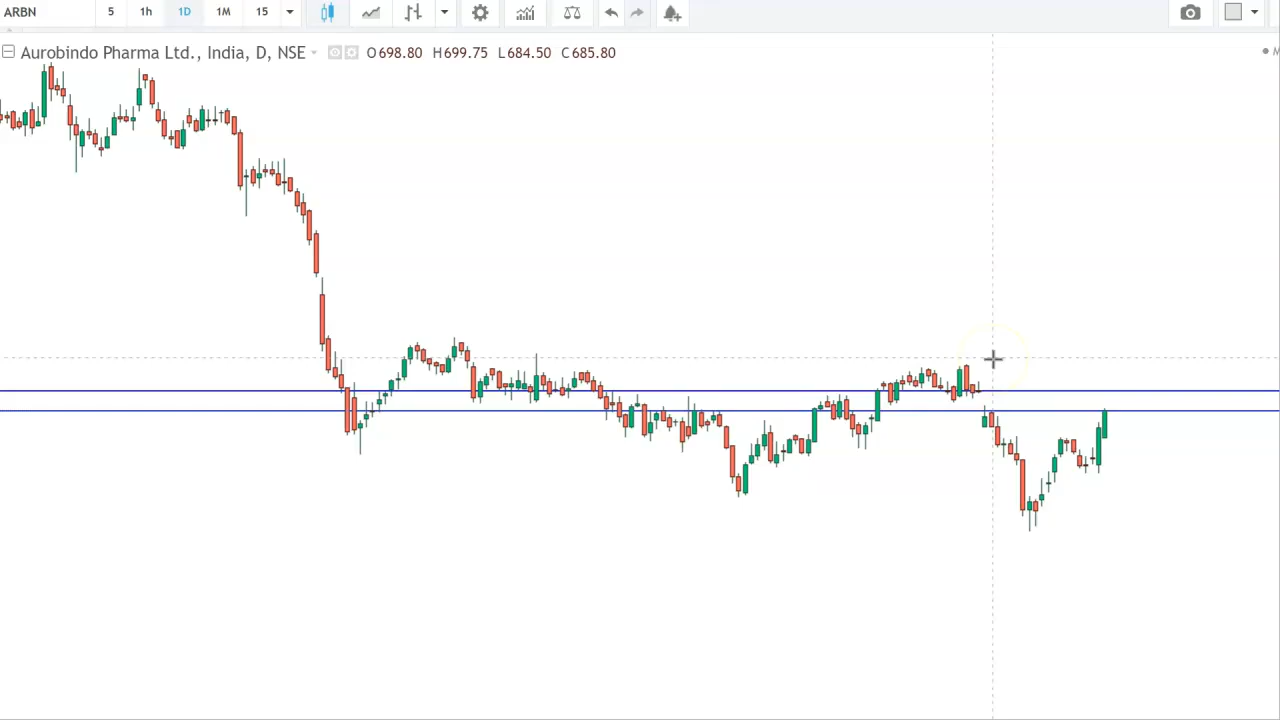 ARBN 5 1h 1D 1M 15
Aurobindo Pharma Ltd., India, D, NSE O698.80 H699.75 L684.50 C685.80